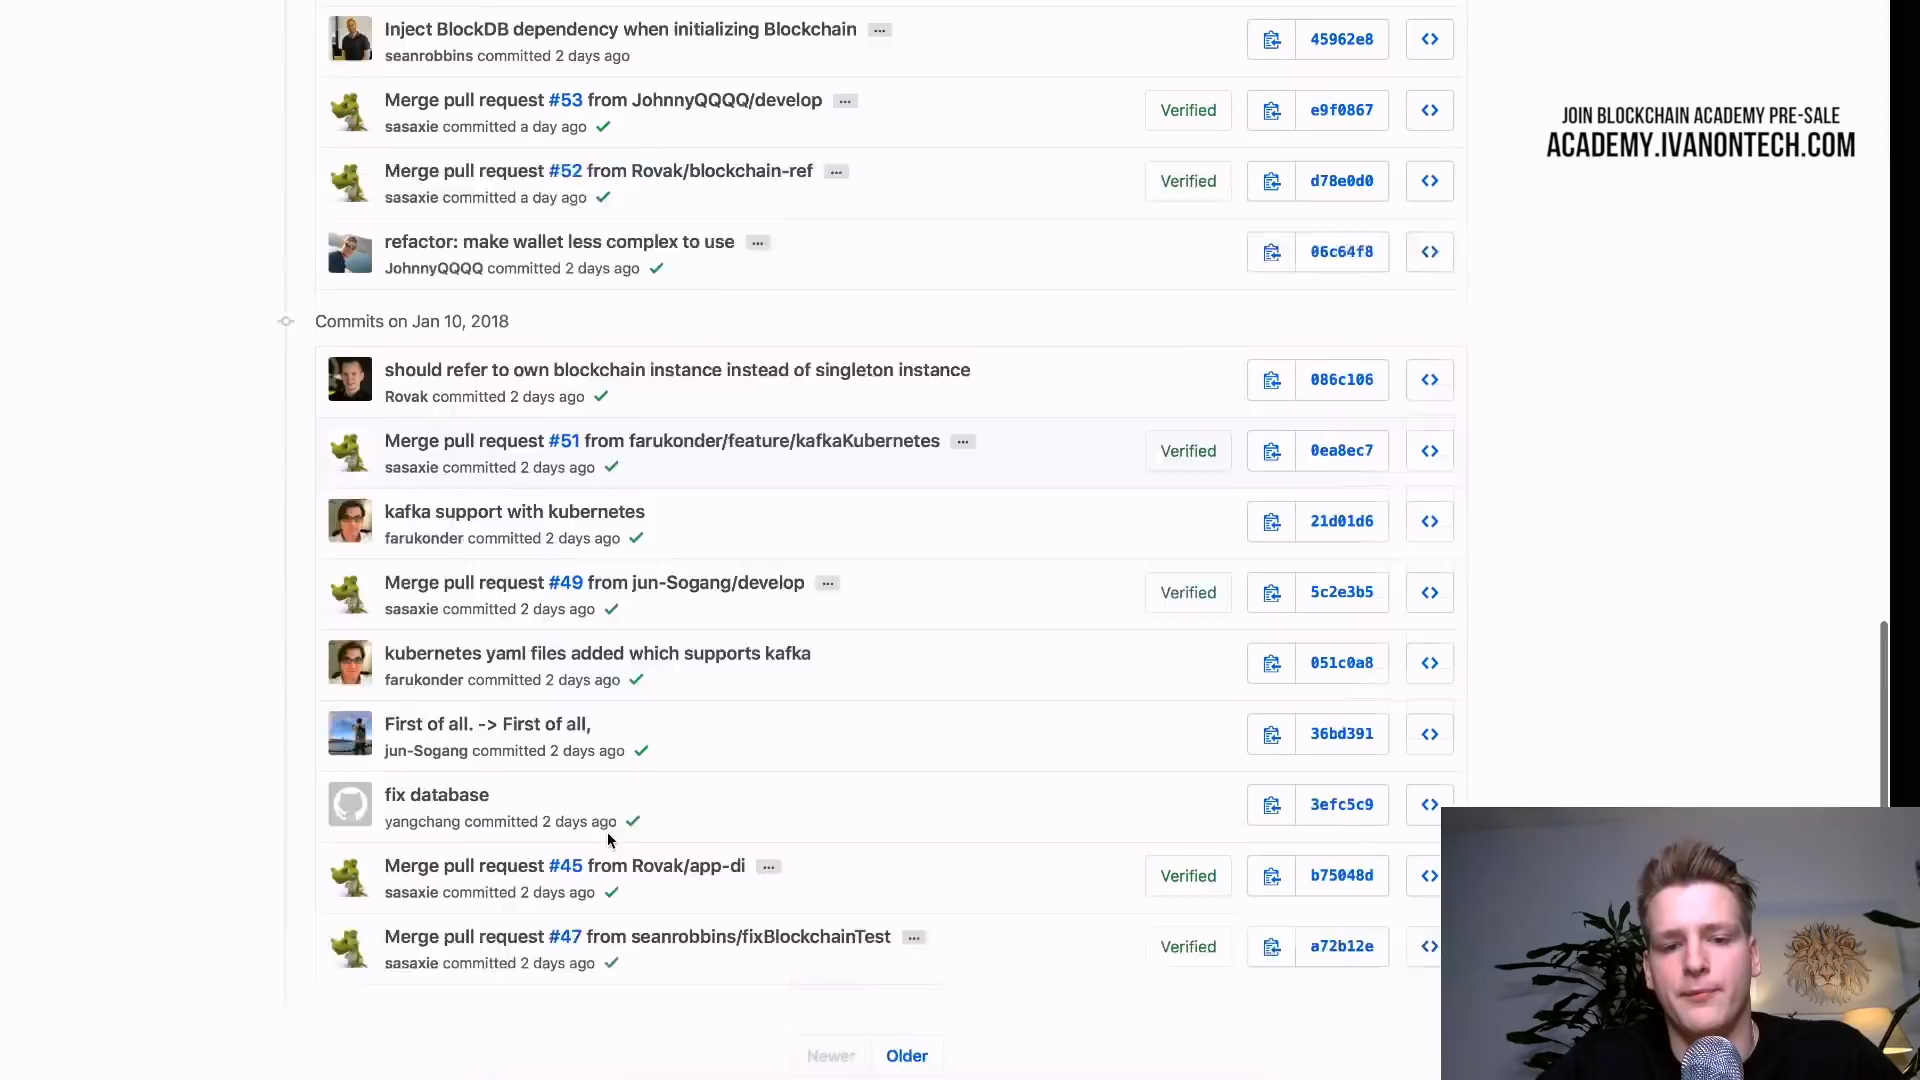 Inject BlockDB dependency when initializing Blockchain ...
seanrobbins committed 2 days ago
45962e8
Merge pull request #53 from JohnnyQQQQ/develop ...
sasaxie committed a day ago
Verified
e9f0867
JOIN BLOCKCHAIN ACADEMY PRE-SALE
ACADEMY.IVANONTECH.COM
Merge pull request #52 from Rovak/blockchain-ref ...
sasaxie committed a day ago
Verified
d78e0d0
refactor: make wallet less complex to use ...
JohnnyQQQQ committed 2 days ago
06c64f8
Commits on Jan 10, 2018
should refer to own blockchain instance instead of singleton instance
Rovak committed 2 days ago
086c106
Merge pull request #51 from farukonder/feature/kafkaKubernetes ...
sasaxie committed 2 days ago
Verified
0ea8ec7
kafka support with kubernetes
farukonder committed 2 days ago
21d01d6
Merge pull request #49 from jun-Sogang/develop ...
sasaxie committed 2 days ago
Verified
5c2e3b5
kubernetes yaml files added which supports kafka
farukonder committed 2 days ago
051c0a8
First of all. -> First of all,
jun-Sogang committed 2 days ago
36bd391
fix database
yangchang committed 2 days ago
3efc5c9
Merge pull request #45 from Rovak/app-di ...
sasaxie committed 2 days ago
Verified
b75048d
Merge pull request #47 from seanrobbins/fixBlockchainTest ...
sasaxie committed 2 days ago
Verified
a72b12e
Newer
Older